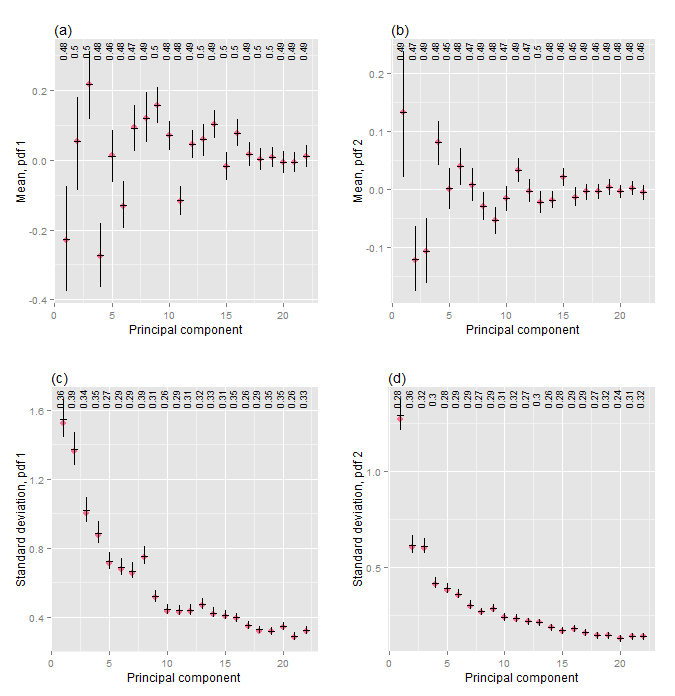 (a)
0.48 0.5 0.5 0.48 0.46 0.48 0.47 0.49 0.5 0.49 0.48 0.49 0.5 0.49 0.5 0.49 0.49 0.5 0.5 0.49 0.49 0.49
Mean, pdf 1
0.2
0.0
-0.2
-0.4
0 5 10 15 20
Principal component
(b)
0.49 0.47 0.49 0.48 0.45 0.48 0.47 0.49 0.48 0.47 0.49 0.47 0.5 0.48 0.46 0.45 0.49 0.46 0.49 0.48 0.48 0.46
Mean, pdf 2
0.2
0.1
0.0
-0.1
0 5 10 15 20
Principal component
(c)
0.36 0.39 0.34 0.35 0.27 0.29 0.29 0.39 0.31 0.26 0.29 0.31 0.32 0.33 0.31 0.35 0.26 0.29 0.35 0.35 0.26 0.33
Standard deviation, pdf 1
1.6
1.2
0.8
0.4
0 5 10 15 20
Principal component
(d)
0.28 0.36 0.32 0.3 0.28 0.29 0.29 0.27 0.29 0.31 0.32 0.27 0.3 0.26 0.28 0.29 0.29 0.27 0.32 0.24 0.31 0.32
Standard deviation, pdf 2
1.0
0.5
0 5 10 15 20
Principal component